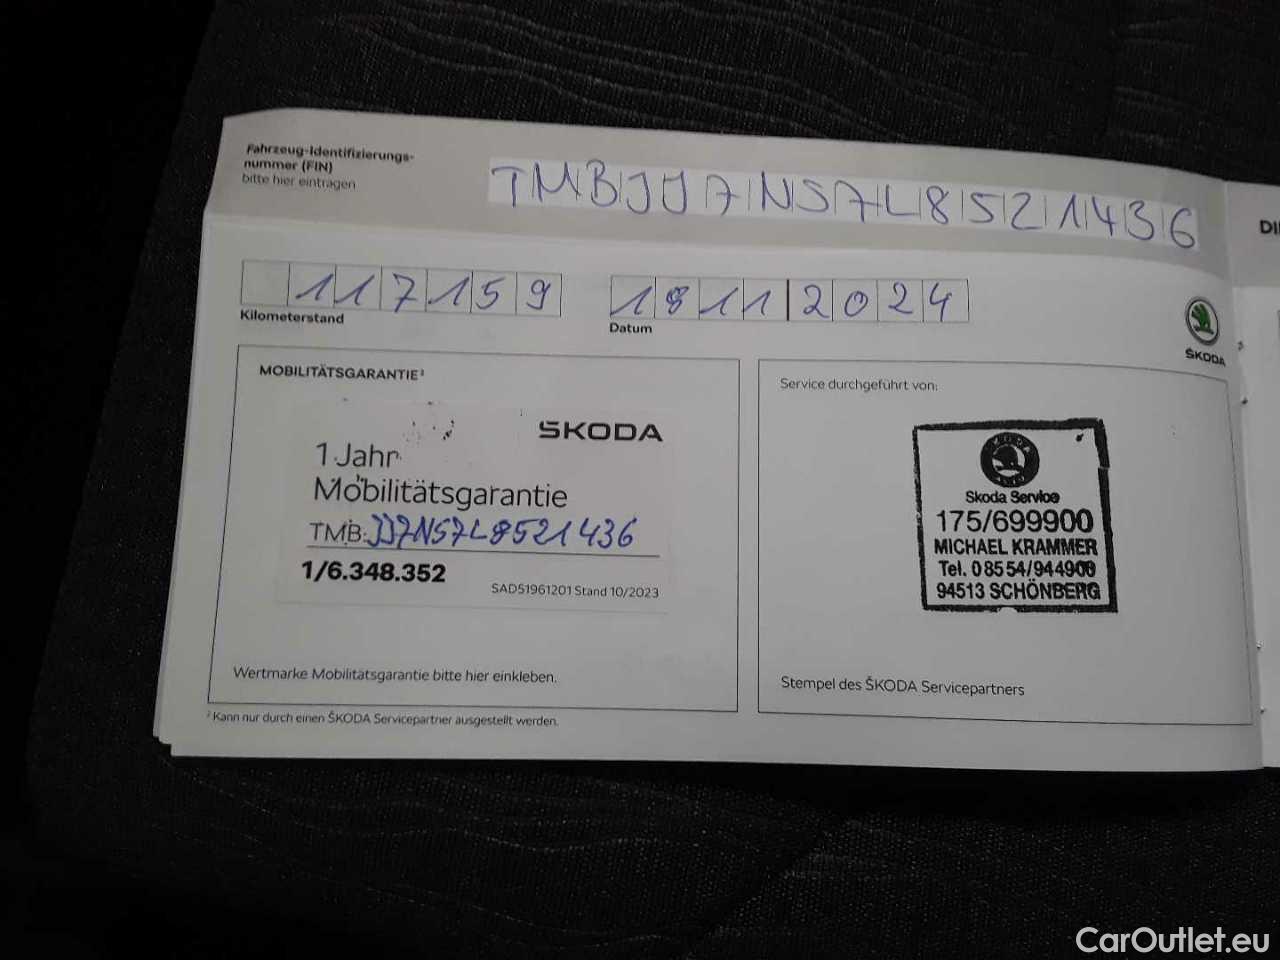 Fahrzeug-Identifizierungs-
nummer (FIN)
bitte hier eintragen
TMBJJ7NS7L8521436
117159
Kilometerstand
18112024
Datum
ŠKODA
DI
MOBILITÄTSGARANTIE²
ŠKODA
1 Jahr
Mobilitätsgarantie
TMB: JJ7NS7L8521436
1/6.348.352
SAD51961201 Stand 10/2023
Wertmarke Mobilitätsgarantie bitte hier einkleben.
² Kann nur durch einen ŠKODA Servicepartner ausgestellt werden.
Service durchgeführt von:
SKODA
AUTO
Skoda Service
175/699900
MICHAEL KRAMMER
Tel. 08554/944900
94513 SCHÖNBERG
Stempel des ŠKODA Servicepartners
CarOutlet.eu